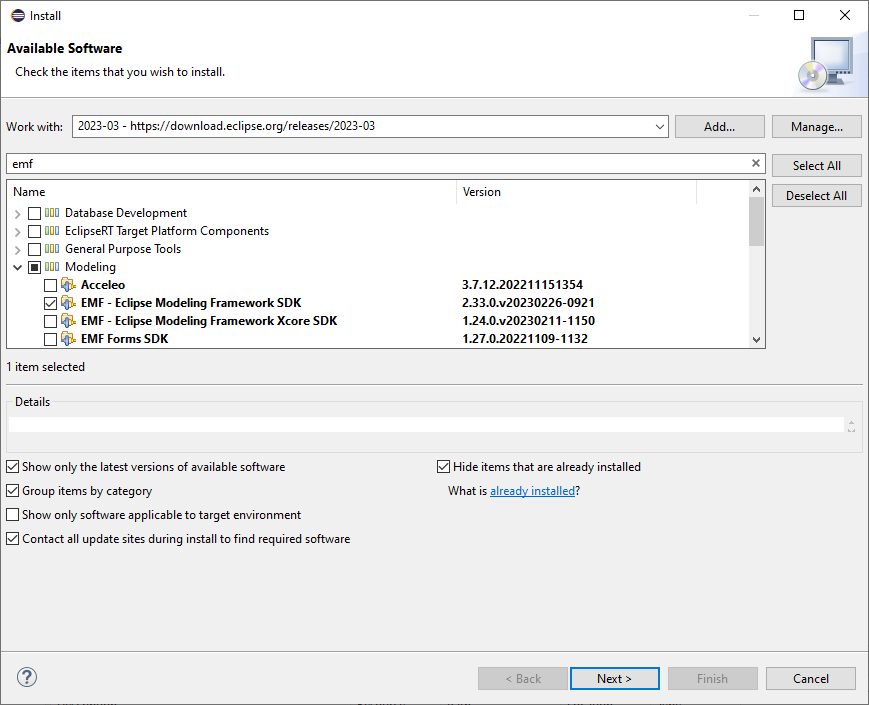 Install
Available Software
Check the items that you wish to install.
Work with: 2023-03 - https://download.eclipse.org/releases/2023-03 Add... Manage...
emf Select All
Name Version Deselect All
Database Development
EclipseRT Target Platform Components
General Purpose Tools
Modeling
Acceleo 3.7.12.202211151354
EMF - Eclipse Modeling Framework SDK 2.33.0.v20230226-0921
EMF - Eclipse Modeling Framework Xcore SDK 1.24.0.v20230211-1150
EMF Forms SDK 1.27.0.20221109-1132
1 item selected
Details
Show only the latest versions of available software Hide items that are already installed
Group items by category What is already installed?
Show only software applicable to target environment
Contact all update sites during install to find required software
? < Back Next > Finish Cancel